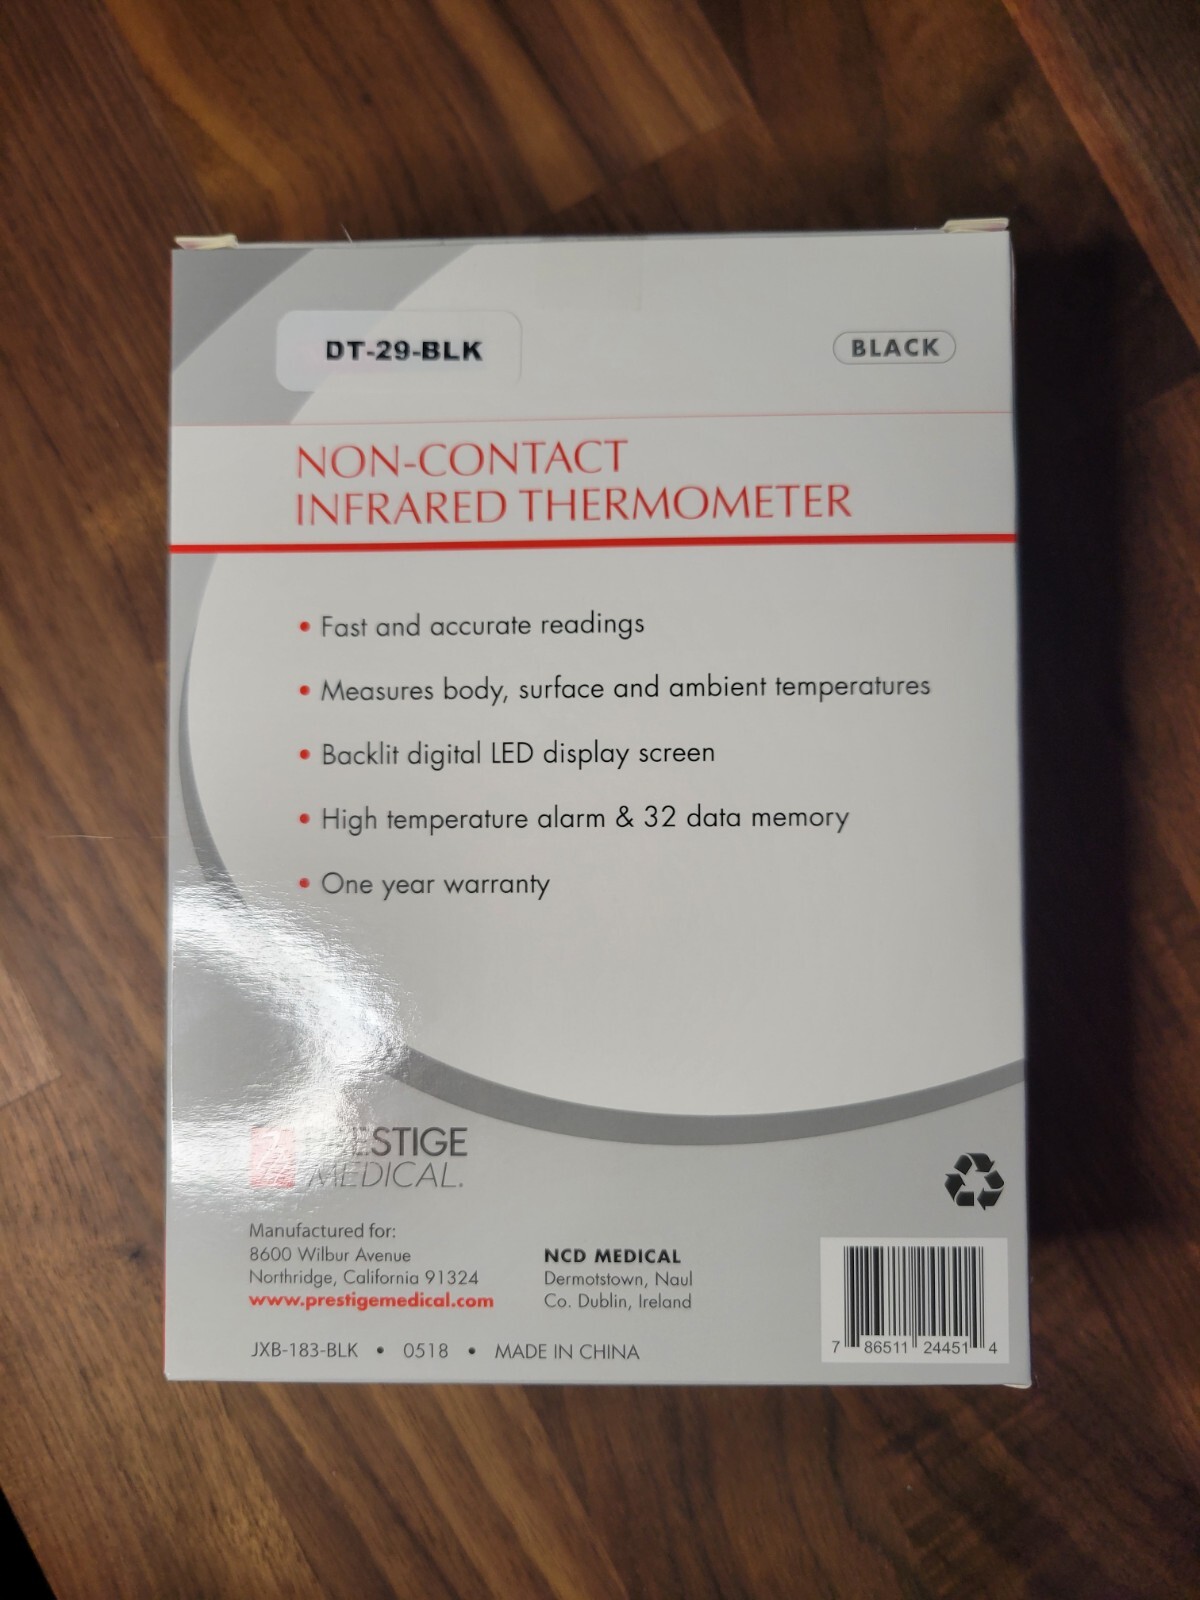 DT-29-BLK
BLACK
NON-CONTACT
INFRARED THERMOMETER
• Fast and accurate readings
• Measures body, surface and ambient temperatures
• Backlit digital LED display screen
• High temperature alarm & 32 data memory
• One year warranty
PRESTIGE
MEDICAL.
Manufactured for:
8600 Wilbur Avenue
Northridge, California 91324
www.prestigemedical.com
NCD MEDICAL
Dermotstown, Naul
Co. Dublin, Ireland
JXB-183-BLK • 0518 • MADE IN CHINA
7 86511 24451 4